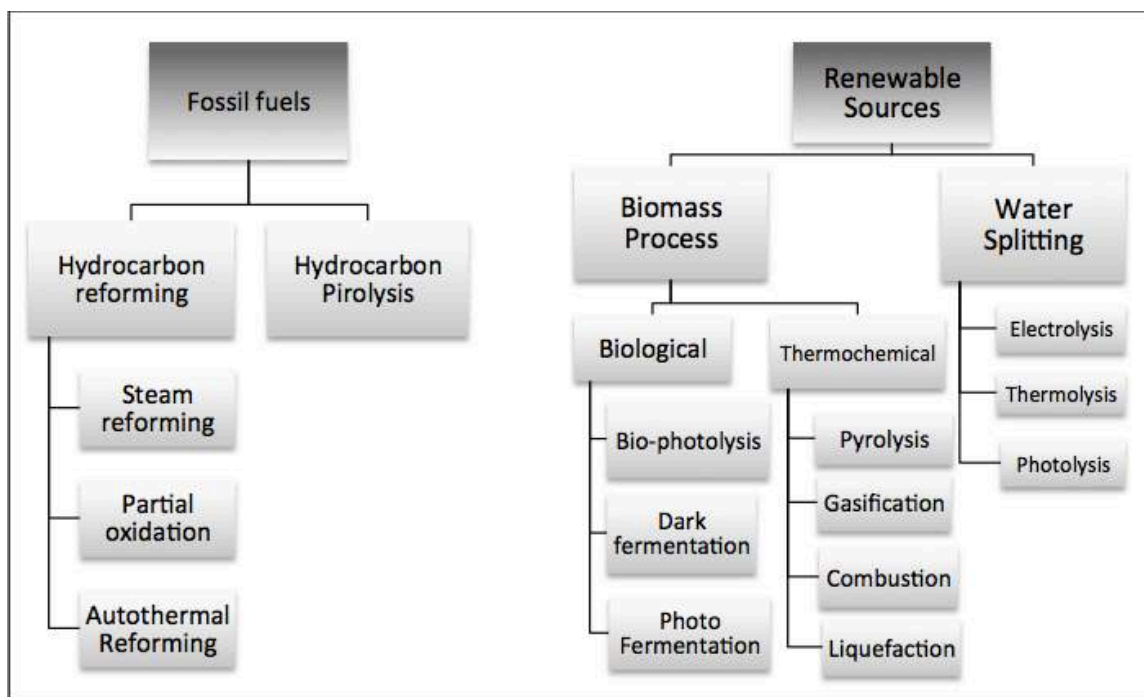 Fossil fuels
Hydrocarbon
reforming
Hydrocarbon
Pirolysis
Steam
reforming
Partial
oxidation
Autothermal
Reforming
Renewable
Sources
Biomass
Process
Water
Splitting
Biological
Thermochemical
Bio-photolysis
Dark
fermentation
Photo
Fermentation
Pyrolysis
Gasification
Combustion
Liquefaction
Electrolysis
Thermolysis
Photolysis